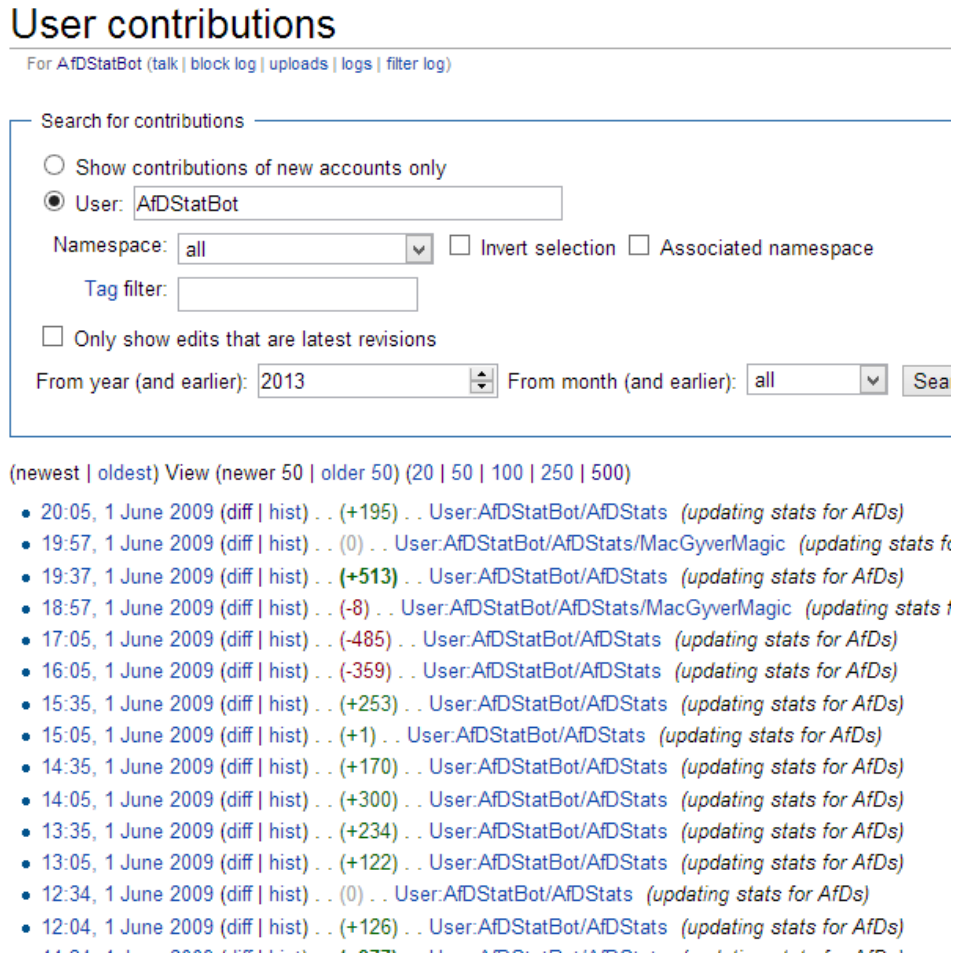 User contributions
For AfDStatBot (talk | block log | uploads | logs | filter log)
Search for contributions
Show contributions of new accounts only
User: AfDStatBot
Namespace: all Invert selection Associated namespace
Tag filter:
Only show edits that are latest revisions
From year (and earlier): 2013 From month (and earlier): all Sea
(newest | oldest) View (newer 50 | older 50) (20 | 50 | 100 | 250 | 500)
• 20:05, 1 June 2009 (diff | hist) . . (+195) . . User:AfDStatBot/AfDStats (updating stats for AfDs)
• 19:57, 1 June 2009 (diff | hist) . . (0) . . User:AfDStatBot/AfDStats/MacGyverMagic (updating stats fo
• 19:37, 1 June 2009 (diff | hist) . . (+513) . . User:AfDStatBot/AfDStats (updating stats for AfDs)
• 18:57, 1 June 2009 (diff | hist) . . (-8) . . User:AfDStatBot/AfDStats/MacGyverMagic (updating stats f
• 17:05, 1 June 2009 (diff | hist) . . (-485) . . User:AfDStatBot/AfDStats (updating stats for AfDs)
• 16:05, 1 June 2009 (diff | hist) . . (-359) . . User:AfDStatBot/AfDStats (updating stats for AfDs)
• 15:35, 1 June 2009 (diff | hist) . . (+253) . . User:AfDStatBot/AfDStats (updating stats for AfDs)
• 15:05, 1 June 2009 (diff | hist) . . (+1) . . User:AfDStatBot/AfDStats (updating stats for AfDs)
• 14:35, 1 June 2009 (diff | hist) . . (+170) . . User:AfDStatBot/AfDStats (updating stats for AfDs)
• 14:05, 1 June 2009 (diff | hist) . . (+300) . . User:AfDStatBot/AfDStats (updating stats for AfDs)
• 13:35, 1 June 2009 (diff | hist) . . (+234) . . User:AfDStatBot/AfDStats (updating stats for AfDs)
• 13:05, 1 June 2009 (diff | hist) . . (+122) . . User:AfDStatBot/AfDStats (updating stats for AfDs)
• 12:34, 1 June 2009 (diff | hist) . . (0) . . User:AfDStatBot/AfDStats (updating stats for AfDs)
• 12:04, 1 June 2009 (diff | hist) . . (+126) . . User:AfDStatBot/AfDStats (updating stats for AfDs)